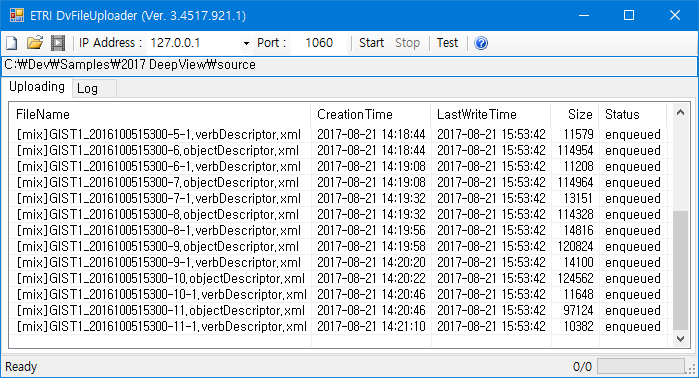 ETRI DvFileUploader (Ver. 3.4517.921.1)
IP Address : 127.0.0.1 Port : 1060 Start Stop Test
C:₩Dev₩Samples₩2017 DeepView₩source
Uploading Log
FileName CreationTime LastWriteTime Size Status
[mix]GIST1_2016100515300-5-1.verbDescriptor.xml 2017-08-21 14:18:44 2017-08-21 15:53:42 11579 enqueued
[mix]GIST1_2016100515300-6.objectDescriptor.xml 2017-08-21 14:18:44 2017-08-21 15:53:42 114954 enqueued
[mix]GIST1_2016100515300-6-1.verbDescriptor.xml 2017-08-21 14:19:08 2017-08-21 15:53:42 11208 enqueued
[mix]GIST1_2016100515300-7.objectDescriptor.xml 2017-08-21 14:19:08 2017-08-21 15:53:42 114964 enqueued
[mix]GIST1_2016100515300-7-1.verbDescriptor.xml 2017-08-21 14:19:32 2017-08-21 15:53:42 13151 enqueued
[mix]GIST1_2016100515300-8.objectDescriptor.xml 2017-08-21 14:19:32 2017-08-21 15:53:42 114328 enqueued
[mix]GIST1_2016100515300-8-1.verbDescriptor.xml 2017-08-21 14:19:56 2017-08-21 15:53:42 14816 enqueued
[mix]GIST1_2016100515300-9.objectDescriptor.xml 2017-08-21 14:19:58 2017-08-21 15:53:42 120824 enqueued
[mix]GIST1_2016100515300-9-1.verbDescriptor.xml 2017-08-21 14:20:20 2017-08-21 15:53:42 14100 enqueued
[mix]GIST1_2016100515300-10.objectDescriptor.xml 2017-08-21 14:20:22 2017-08-21 15:53:42 124562 enqueued
[mix]GIST1_2016100515300-10-1.verbDescriptor.xml 2017-08-21 14:20:46 2017-08-21 15:53:42 11648 enqueued
[mix]GIST1_2016100515300-11.objectDescriptor.xml 2017-08-21 14:20:46 2017-08-21 15:53:42 97124 enqueued
[mix]GIST1_2016100515300-11-1.verbDescriptor.xml 2017-08-21 14:21:10 2017-08-21 15:53:42 10382 enqueued
Ready 0/0